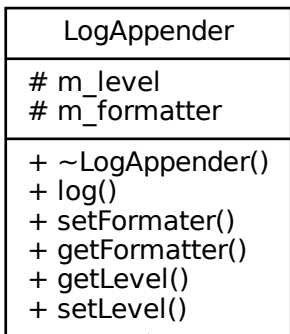 LogAppender
# m_level
# m_formatter
+ ~LogAppender()
+ log()
+ setFormater()
+ getFormatter()
+ getLevel()
+ setLevel()